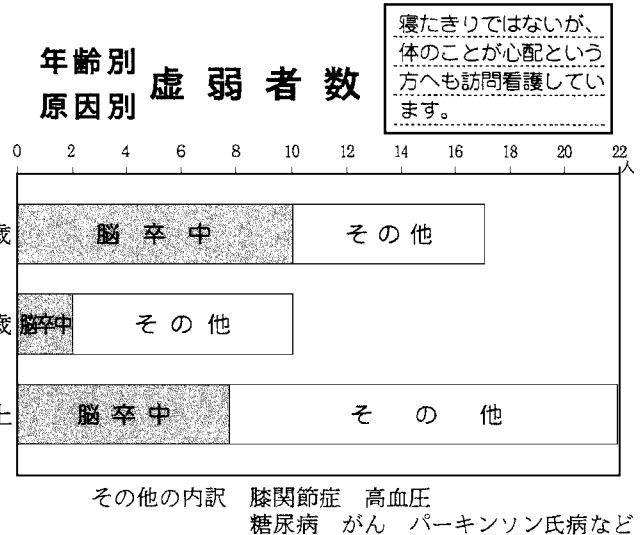 年齢別
原因別
虚弱者数
寝たきりではないが、
体のことが心配という
方へも訪問看護してい
ます。
0 2 4 6 8 10 12 14 16 18 20 22
人
歳 脳卒中 その他
歳 脳卒中 その他
上 脳卒中 その他
その他の内訳 膝関節症 高血圧
糖尿病 がん パーキンソン氏病など